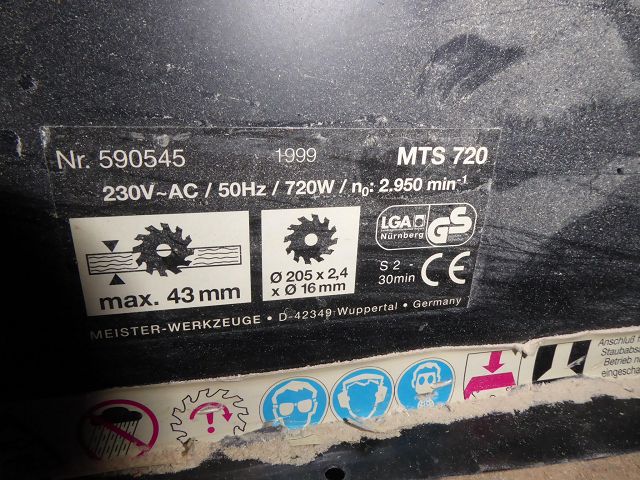 Nr. 590545 1999 MTS 720
230V~AC / 50Hz / 720W / n₀: 2.950 min⁻¹
max. 43 mm
Ø 205 x 2,4
x Ø 16 mm
LGA
Nürnberg
GS
S 2 -
30min
CE
MEISTER-WERKZEUGE • D-42349 Wuppertal • Germany
Anschluß
Staubabs
Betrieb
eingescha